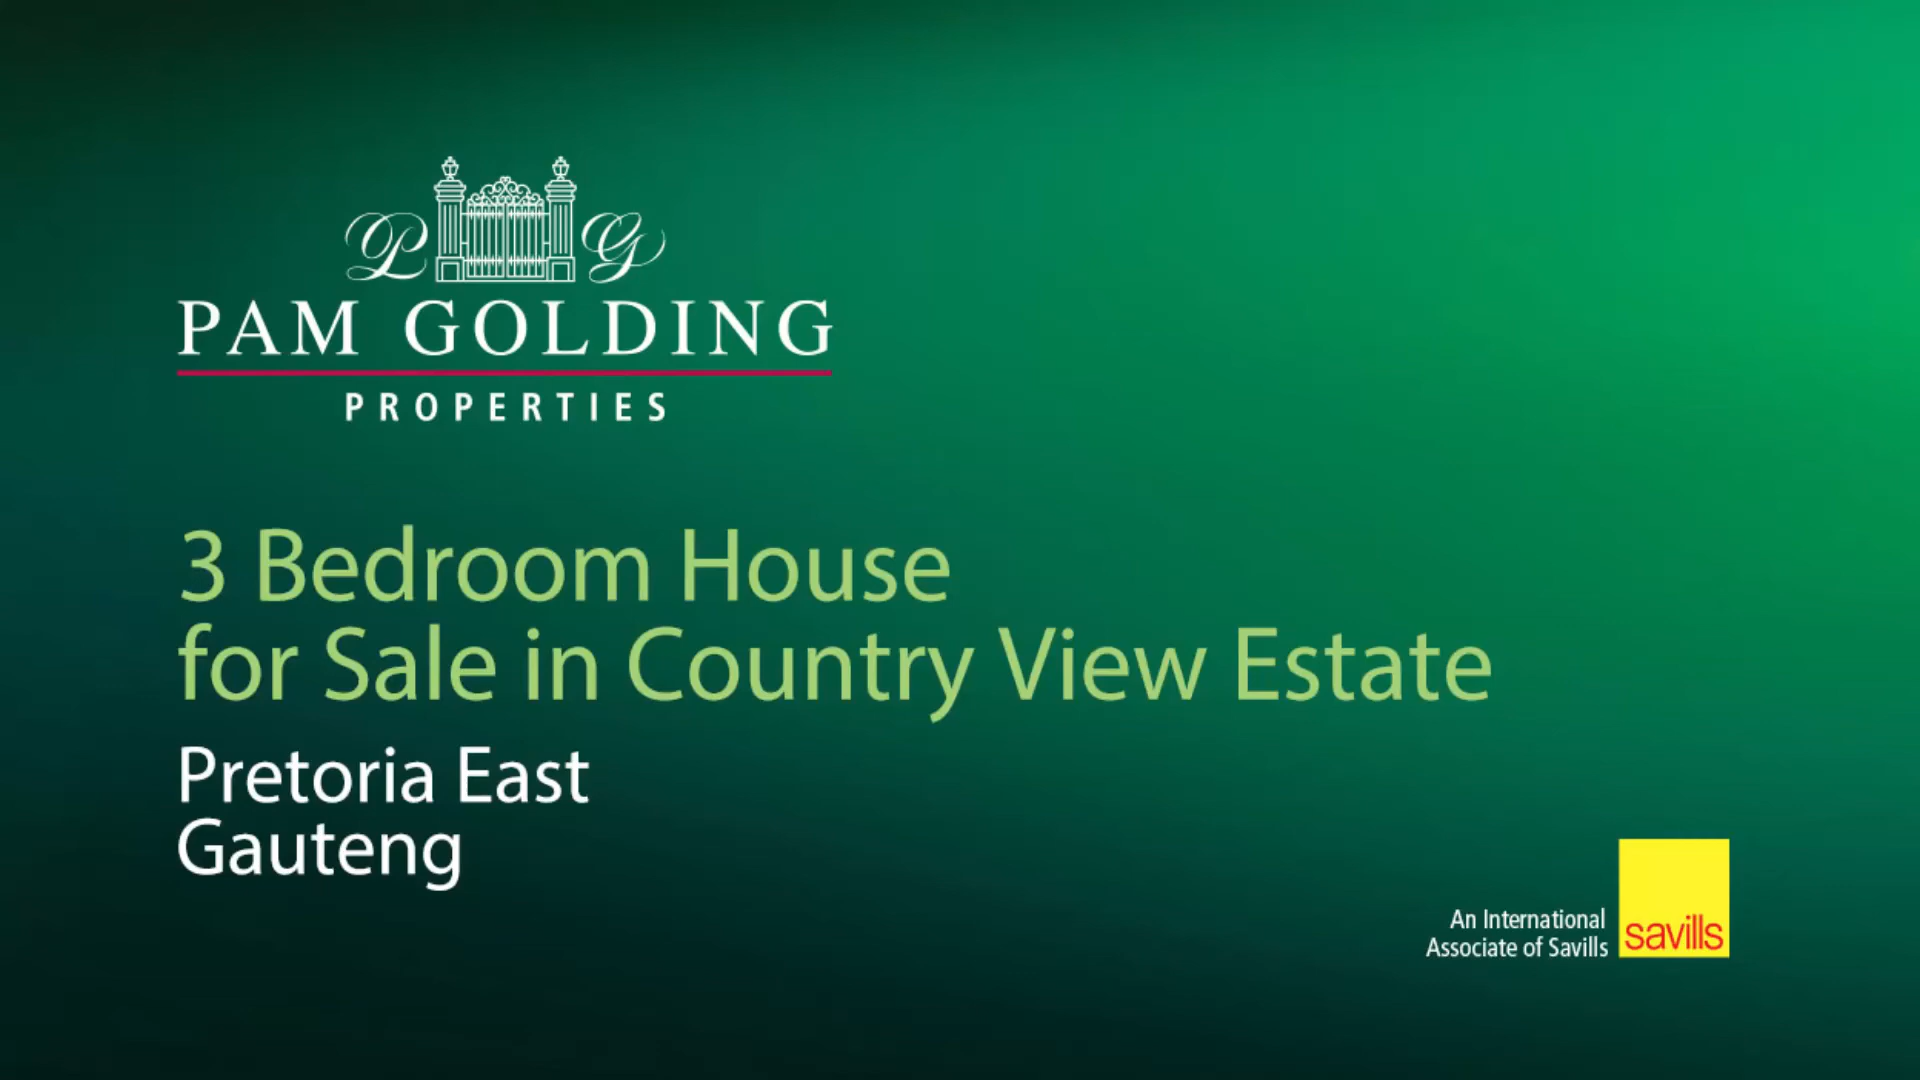 P G
PAM GOLDING
PROPERTIES
3 Bedroom House
for Sale in Country View Estate
Pretoria East
Gauteng
An International
Associate of Savills
savills